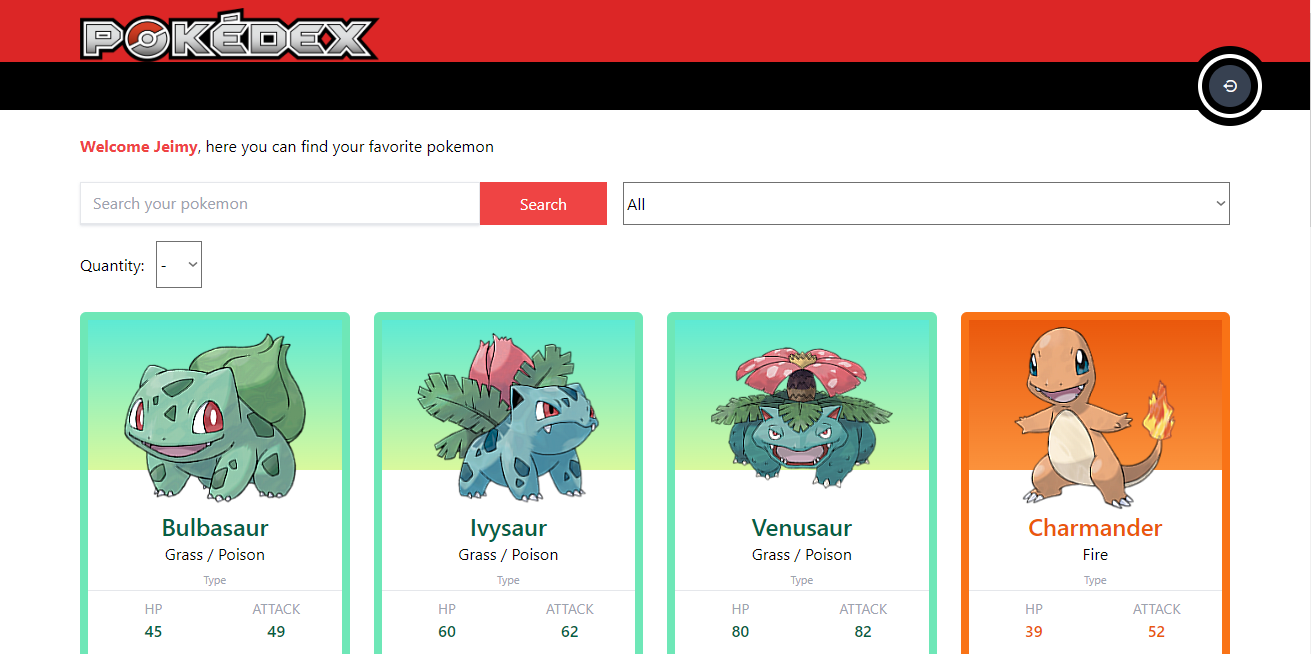 POKÉDEX
Welcome Jeimy, here you can find your favorite pokemon
Search your pokemon Search All
Quantity: -
Bulbasaur Ivysaur Venusaur Charmander
Grass / Poison Grass / Poison Grass / Poison Fire
Type Type Type Type
HP ATTACK HP ATTACK HP ATTACK HP ATTACK
45 49 60 62 80 82 39 52